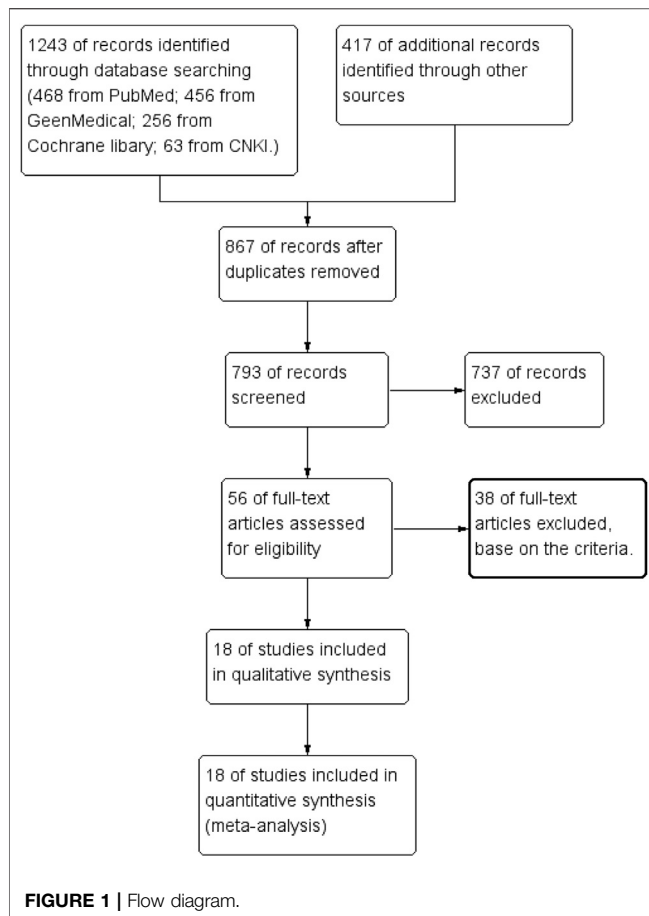 1243 of records identified
through database searching
(468 from PubMed; 456 from
GeenMedical; 256 from
Cochrane libary; 63 from CNKI.)
417 of additional records
identified through other
sources
867 of records after
duplicates removed
793 of records
screened
737 of records
excluded
56 of full-text
articles assessed
for eligibility
38 of full-text
articles excluded,
base on the criteria.
18 of studies included
in qualitative synthesis
18 of studies included in
quantitative synthesis
(meta-analysis)
FIGURE 1 | Flow diagram.